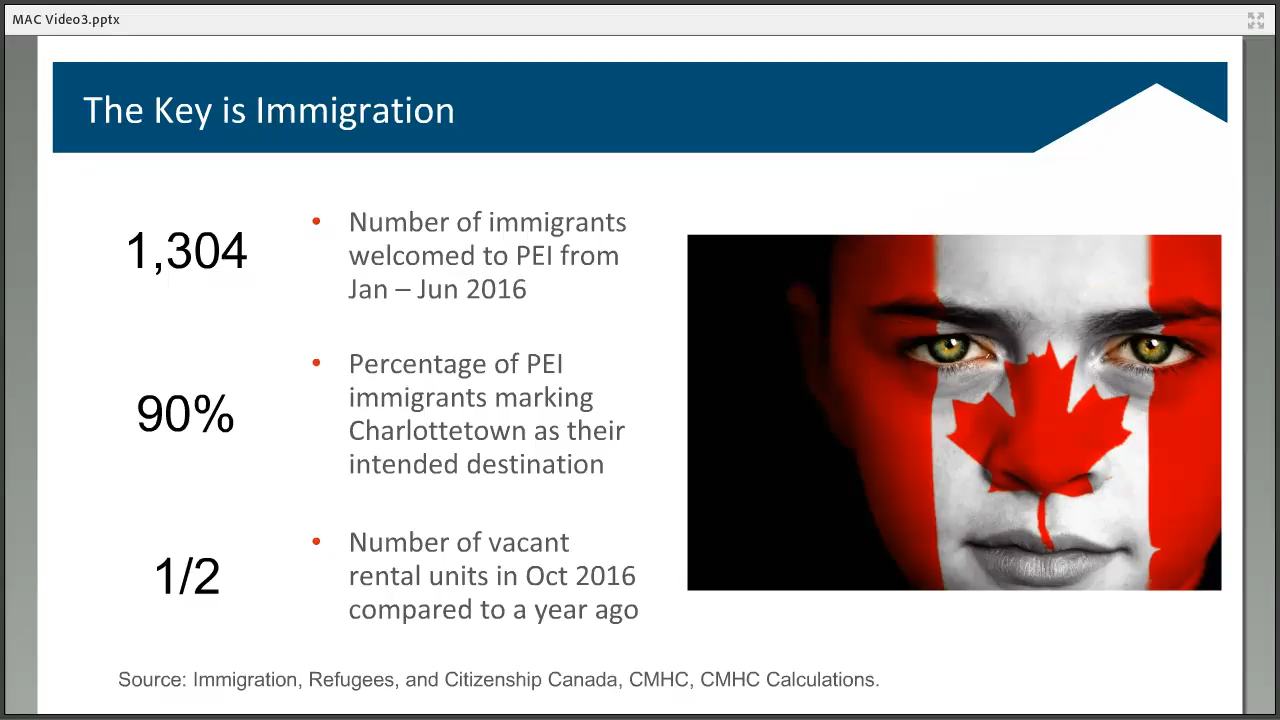 MAC Video3.pptx
The Key is Immigration
1,304
• Number of immigrants
welcomed to PEI from
Jan – Jun 2016
90%
• Percentage of PEI
immigrants marking
Charlottetown as their
intended destination
1/2
• Number of vacant
rental units in Oct 2016
compared to a year ago
Source: Immigration, Refugees, and Citizenship Canada, CMHC, CMHC Calculations.